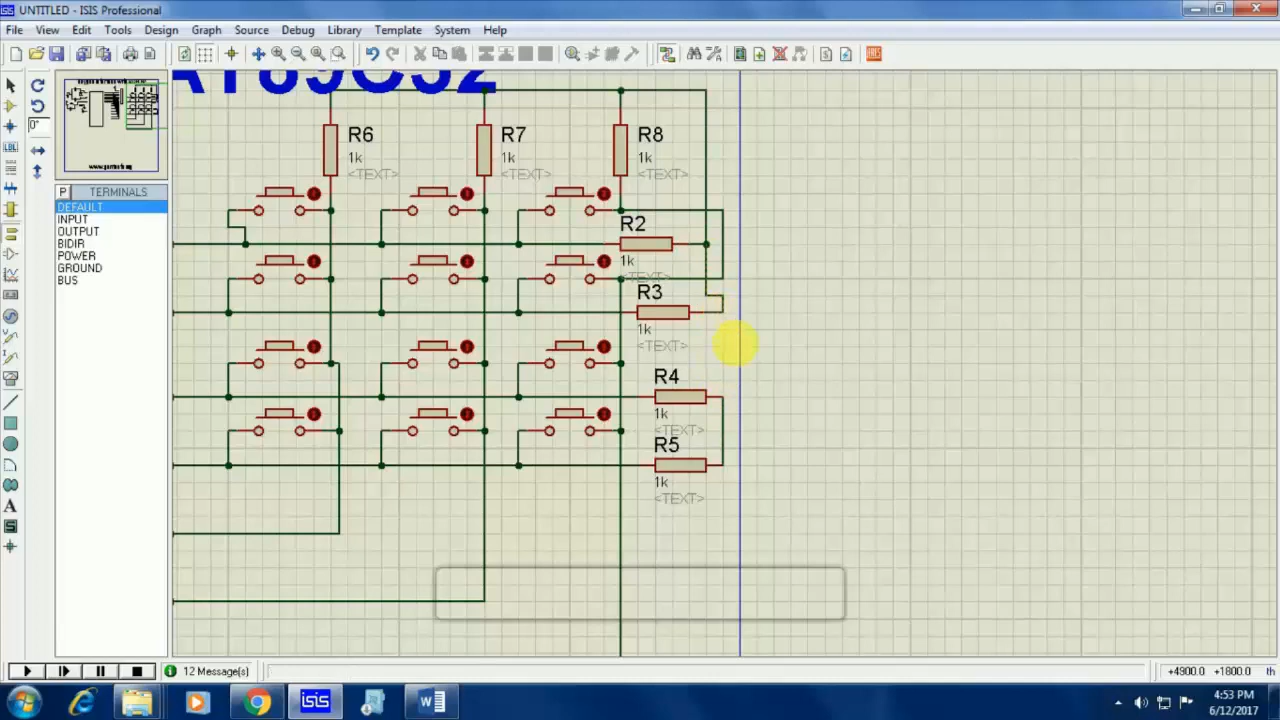 UNTITLED - ISIS Professional
File View Edit Tools Design Graph Source Debug Library Template System Help
AT89C52
R6
R7
R8
1k
1k
1k
<TEXT>
<TEXT>
<TEXT>
R2
1k
<TEXT>
R3
1k
<TEXT>
R4
1k
<TEXT>
R5
1k
<TEXT>
0°
LBL
A
S
P TERMINALS
DEFAULT
INPUT
OUTPUT
BIDIR
POWER
GROUND
BUS
12 Message(s)
+4900.0 +1800.0 th
isis
4:53 PM
6/12/2017